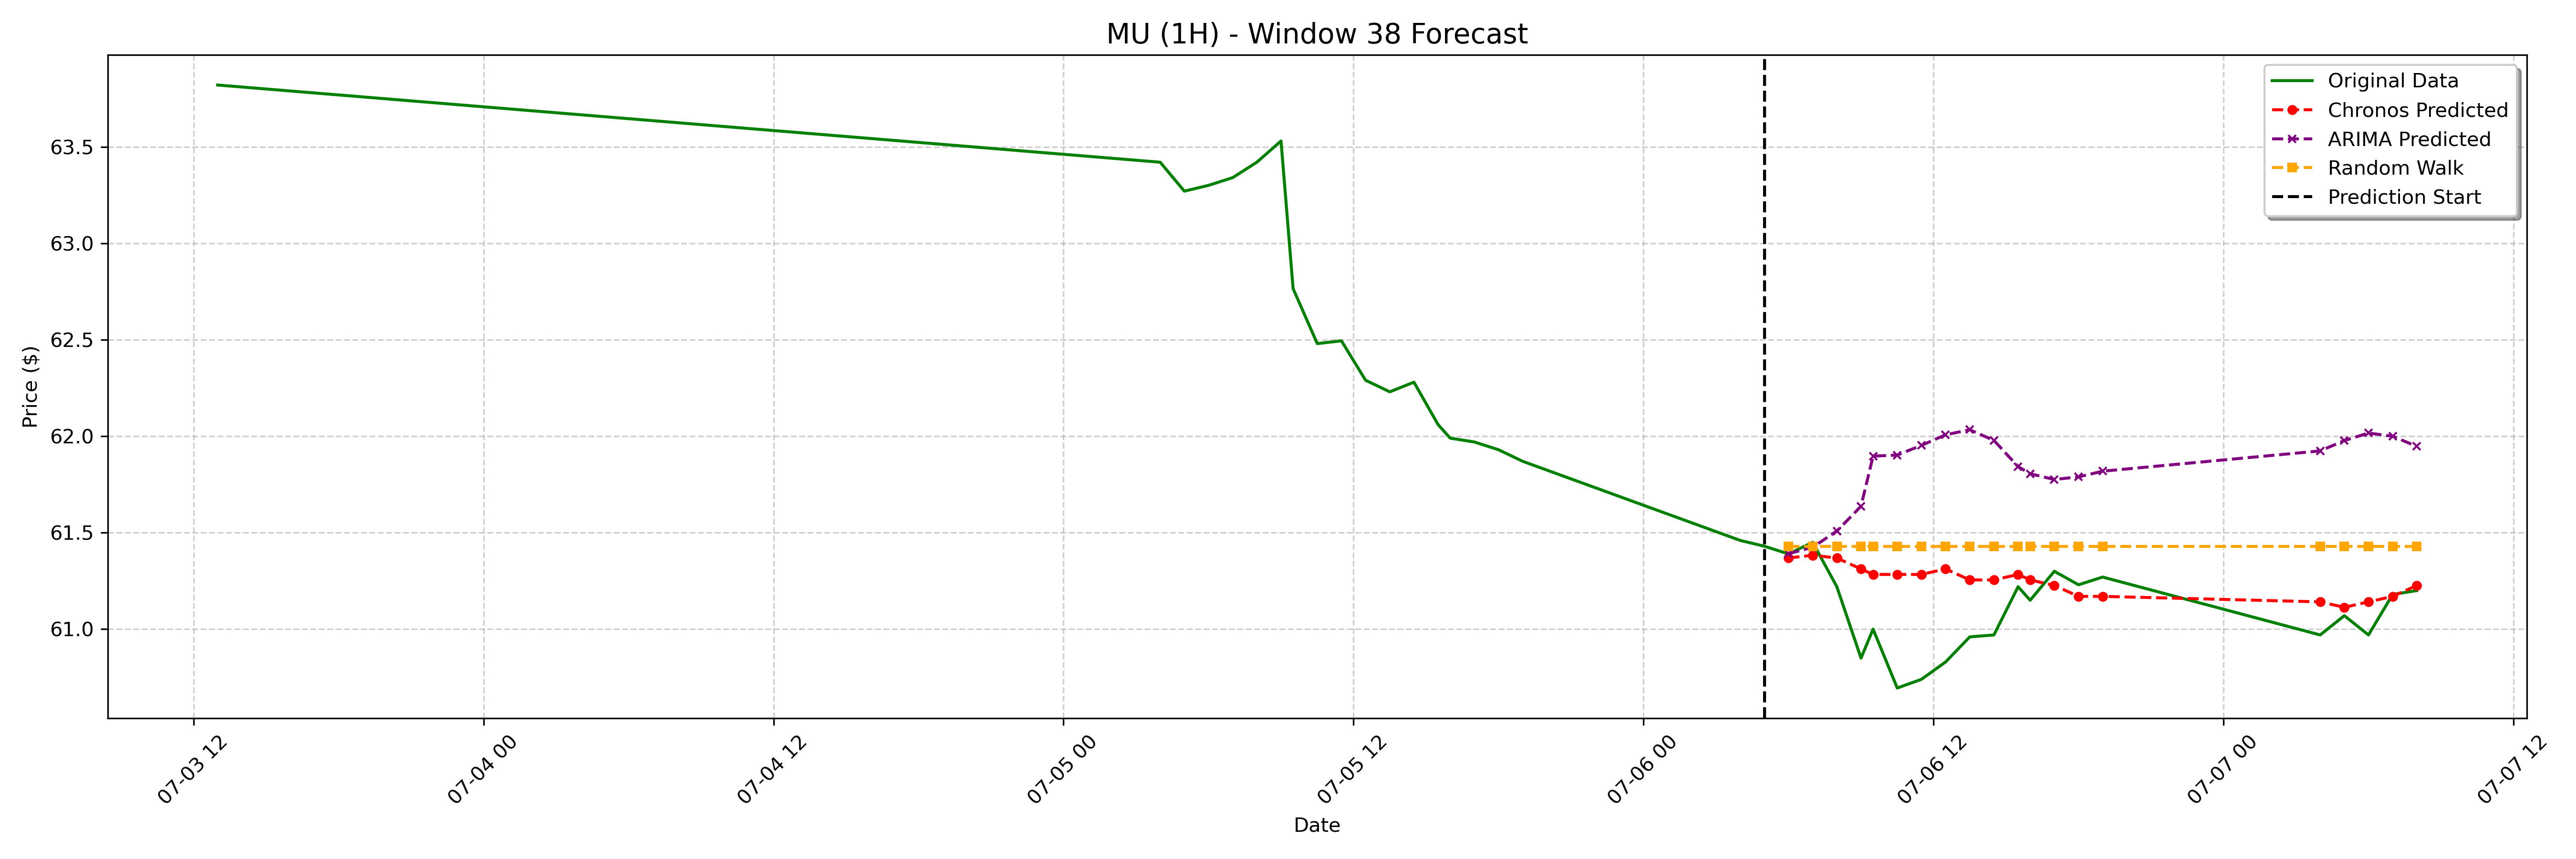 MU (1H) - Window 38 Forecast
Original Data
Chronos Predicted
ARIMA Predicted
Random Walk
Prediction Start
Price ($)
63.5
63.0
62.5
62.0
61.5
61.0
07-03 12
07-04 00
07-04 12
07-05 00
07-05 12
07-06 00
07-06 12
07-07 00
07-07 12
Date